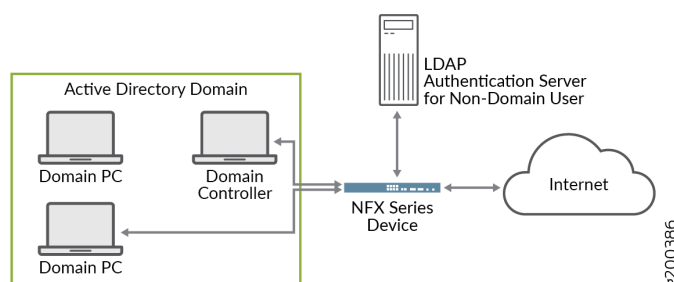 Active Directory Domain
Domain PC
Domain
Controller
Domain PC
LDAP
Authentication Server
for Non-Domain User
NFX Series
Device
Internet